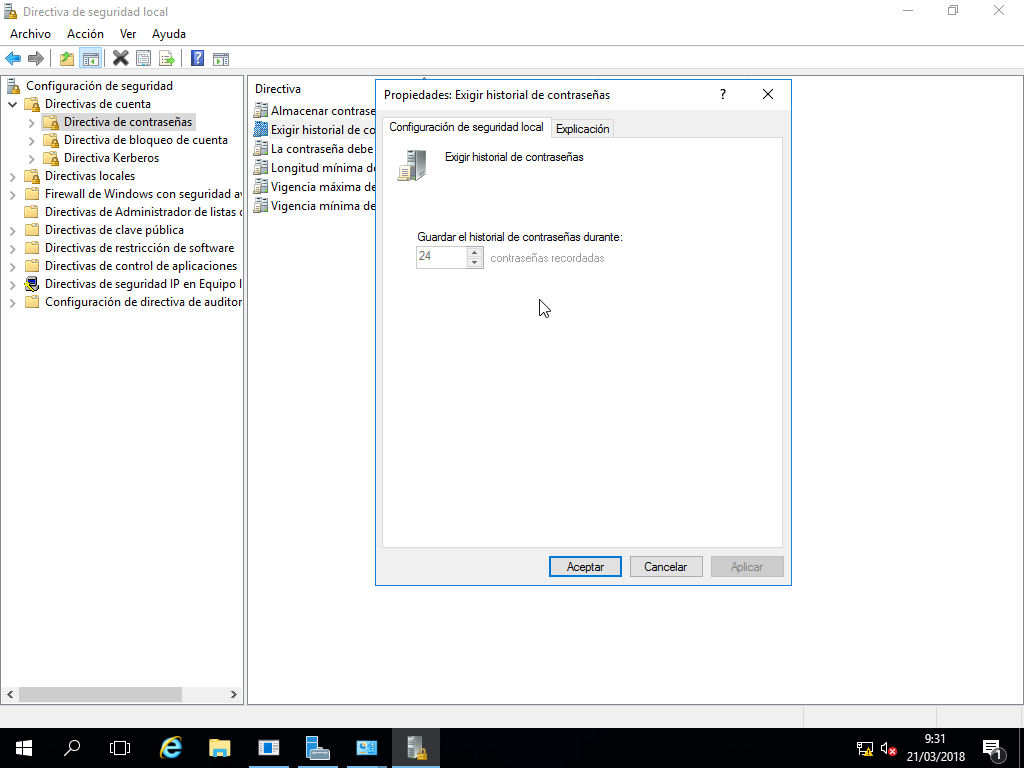 Directiva de seguridad local
Archivo Acción Ver Ayuda
Configuración de seguridad
Directivas de cuenta
Directiva de contraseñas
Directiva de bloqueo de cuenta
Directiva Kerberos
Directivas locales
Firewall de Windows con seguridad
Directivas de Administrador de listas
Directivas de clave pública
Directivas de restricción de software
Directivas de control de aplicaciones
Directivas de seguridad IP en Equipo
Configuración de directiva de auditor
Directiva
Almacenar contrase
Exigir historial de co
La contraseña debe
Longitud mínima de
Vigencia máxima de
Vigencia mínima de
Propiedades: Exigir historial de contraseñas
?
Configuración de seguridad local
Explicación
Exigir historial de contraseñas
Guardar el historial de contraseñas durante:
24 contraseñas recordadas
Aceptar Cancelar Aplicar
9:31
21/03/2018
1